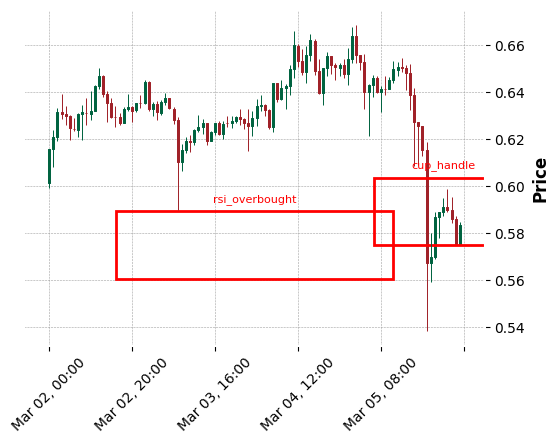 cup_handle
rsi_overbought
0.66
0.64
0.62
0.60
0.58
0.56
0.54
Price
Mar 02, 00:00
Mar 02, 20:00
Mar 03, 16:00
Mar 04, 12:00
Mar 05, 08:00